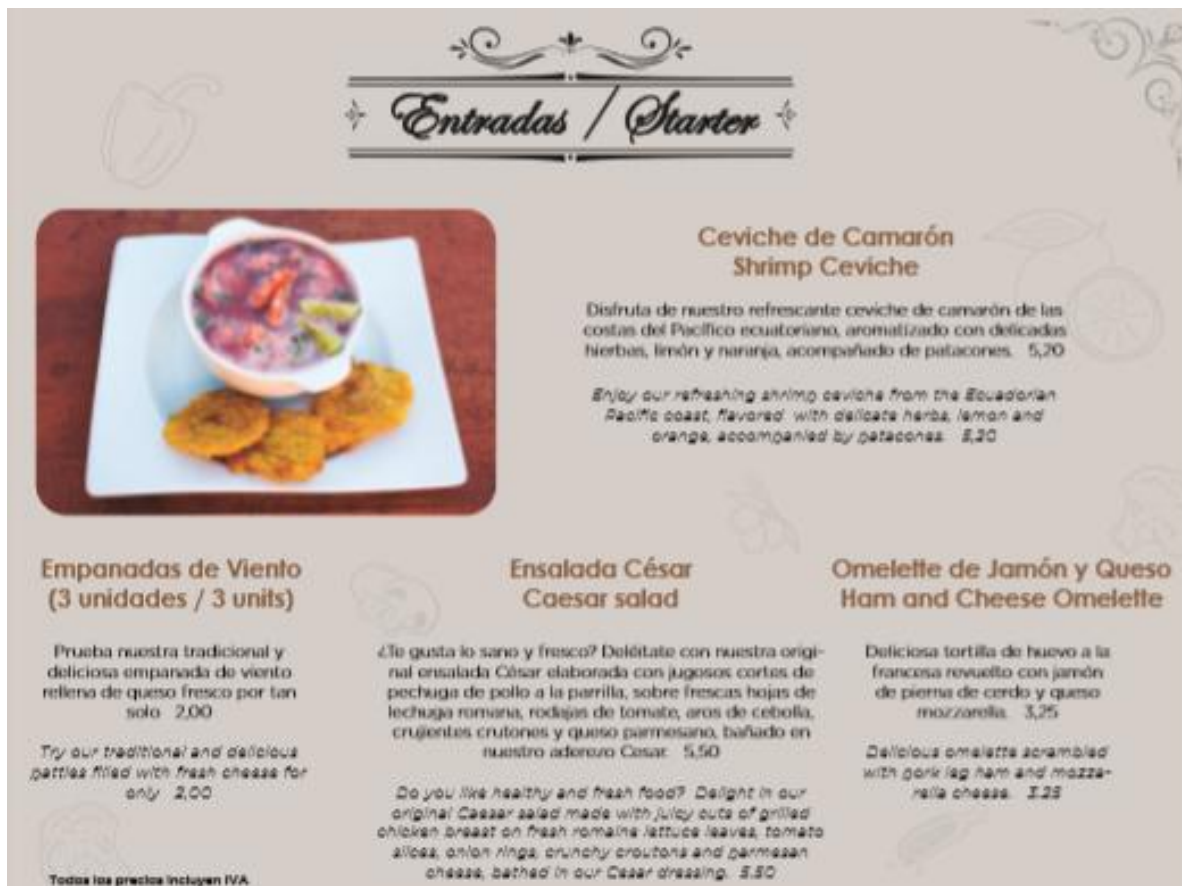 Entradas / Starter
Ceviche de Camarón
Shrimp Ceviche
Disfruta de nuestro refrescante ceviche de camarón de las
costas del Pacífico ecuatoriano, aromatizado con delicadas
hierbas, limón y naranja, acompañado de patacones. 5,20
Enjoy our refreshing shrimp ceviche from the Ecuadorian
Pacific coast, flavored with delicate herbs, lemon and
orange, accompanied by patacones. 5,20
Empanadas de Viento
(3 unidades / 3 units)
Prueba nuestra tradicional y
deliciosa empanada de viento
rellena de queso fresco por tan
solo 2,00
Try our traditional and delicious
patties filled with fresh cheese for
only 2,00
Ensalada César
Caesar salad
¿Te gusta lo sano y fresco? Deléitate con nuestra origi-
nal ensalada César elaborada con jugosos cortes de
pechuga de pollo a la parrilla, sobre frescas hojas de
lechuga romana, rodajas de tomate, aros de cebolla,
crujientes crutones y queso parmesano, bañado en
nuestro aderezo Cesar. 5,50
Do you like healthy and fresh food? Delight in our
original Caesar salad made with juicy cuts of grilled
chicken breast on fresh romaine lettuce leaves, tomato
slices, onion rings, crunchy croutons and parmesan
cheese, bathed in our Cesar dressing. 5.50
Omelette de Jamón y Queso
Ham and Cheese Omelette
Deliciosa tortilla de huevo a la
francesa revuelto con jamón
de pierna de cerdo y queso
mozzarella. 3,25
Delicious omelette scrambled
with pork leg ham and mozza-
rella cheese. 3.25
Todos los precios incluyen IVA